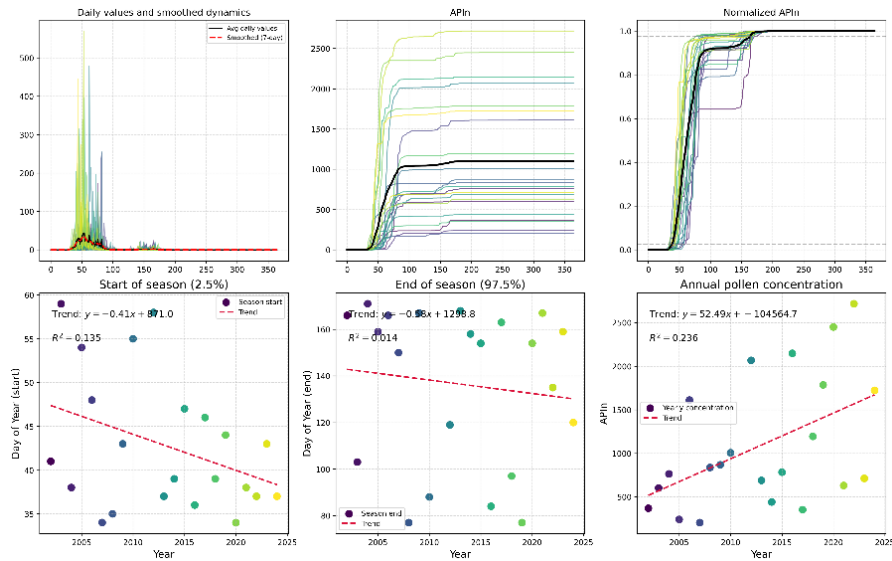 Daily values and smoothed dynamics
Avg daily values
Smoothed (7-day)
500
400
300
200
100
0
0 50 100 150 200 250 300 350
APIn
2500
2000
1500
1000
500
0
0 50 100 150 200 250 300 350
Normalized APIn
1.0
0.8
0.6
0.4
0.2
0.0
0 50 100 150 200 250 300 350
Start of season (2.5%)
Season start
Trend
Trend: y=−0.41x+871.0
R²−0.135
Day of Year (start)
60
55
50
45
40
35
2005 2010 2015 2020 2025
Year
End of season (97.5%)
Trend: y=−0.58x+1298.8
R²−0.014
Day of Year (end)
160
140
120
100
80
Season end
Trend
2005 2010 2015 2020 2025
Year
Annual pollen concentration
Trend: y=52.49x+−104564.7
R²−0.236
APIn
2500
2000
1500
1000
500
Yearly concentration
Trend
2005 2010 2015 2020 2025
Year